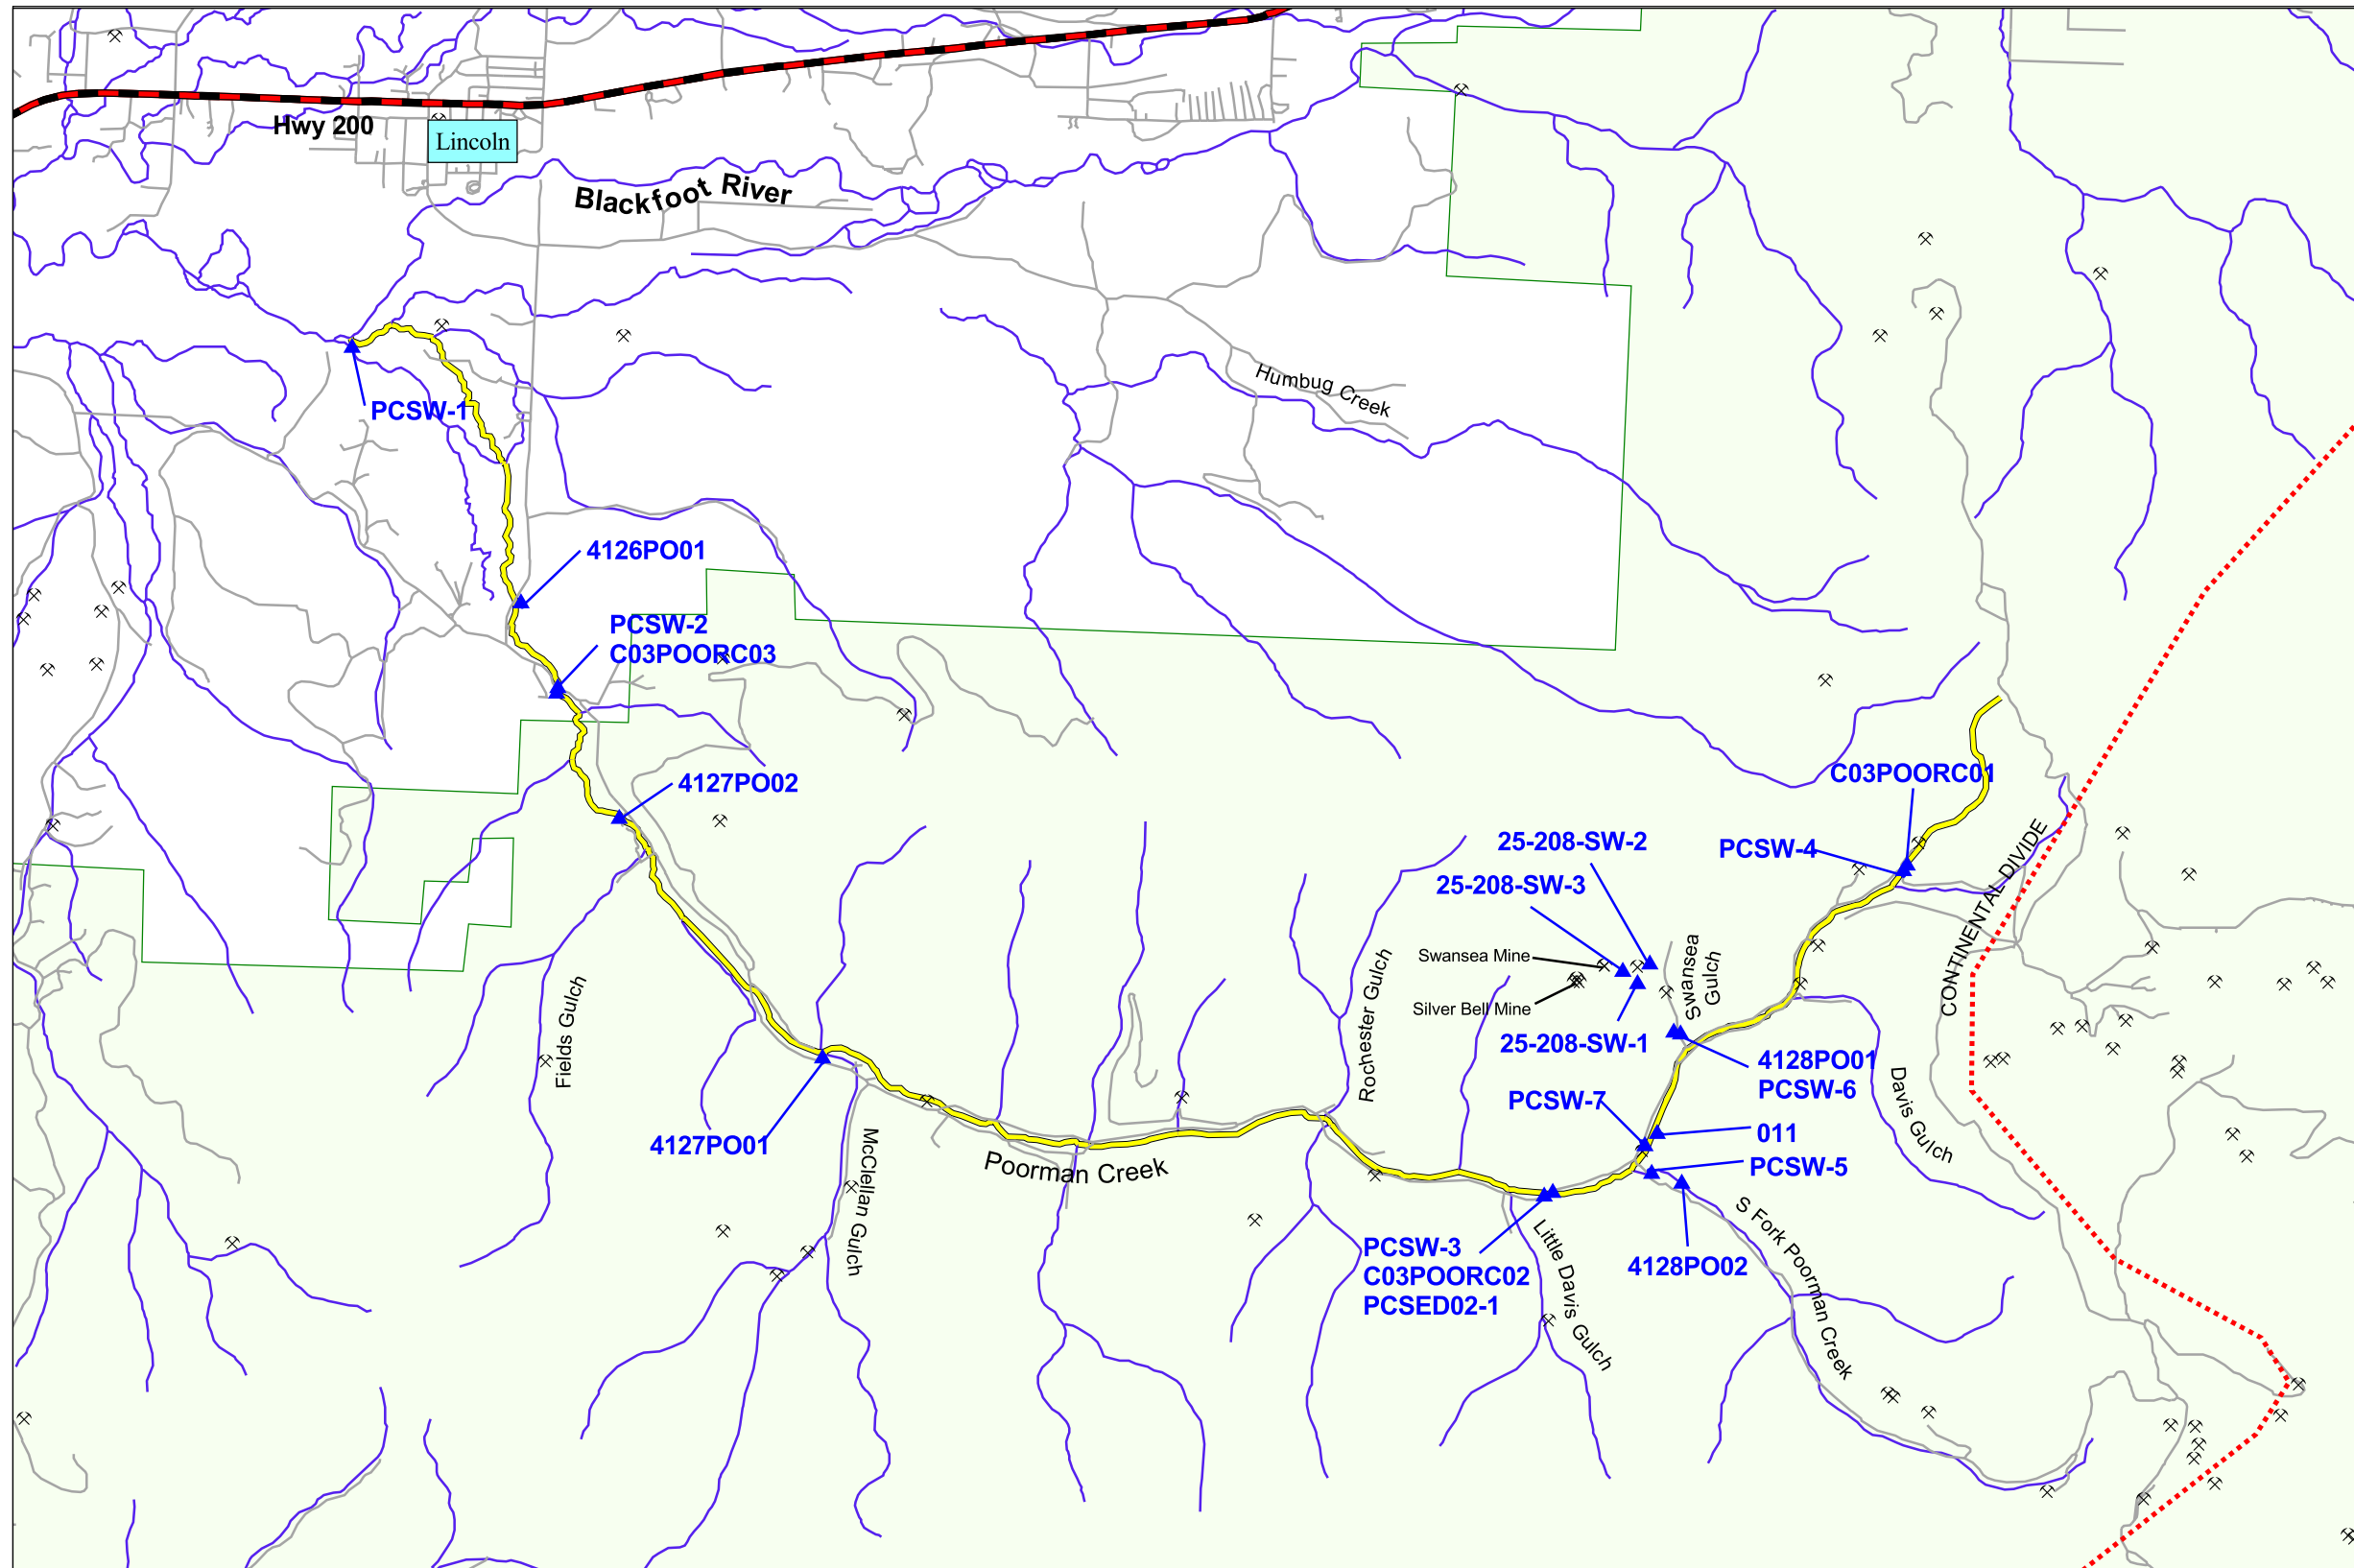 Hwy 200
Lincoln
Blackfoot River
Humbug Creek
PCSW-1
4126PO01
PCSW-2
C03POORC03
4127PO02
C03POORC01
25-208-SW-2
PCSW-4
25-208-SW-3
CONTINENTAL DIVIDE
Swansea Mine
Swansea
Gulch
Silver Bell Mine
Rochester Gulch
Fields Gulch
25-208-SW-1
4128PO01
PCSW-6
Davis Gulch
PCSW-7
011
4127PO01
McClellan Gulch
Poorman Creek
PCSW-5
S Fork Poorman Creek
PCSW-3
C03POORC02
PCSED02-1
Little Davis Gulch
4128PO02